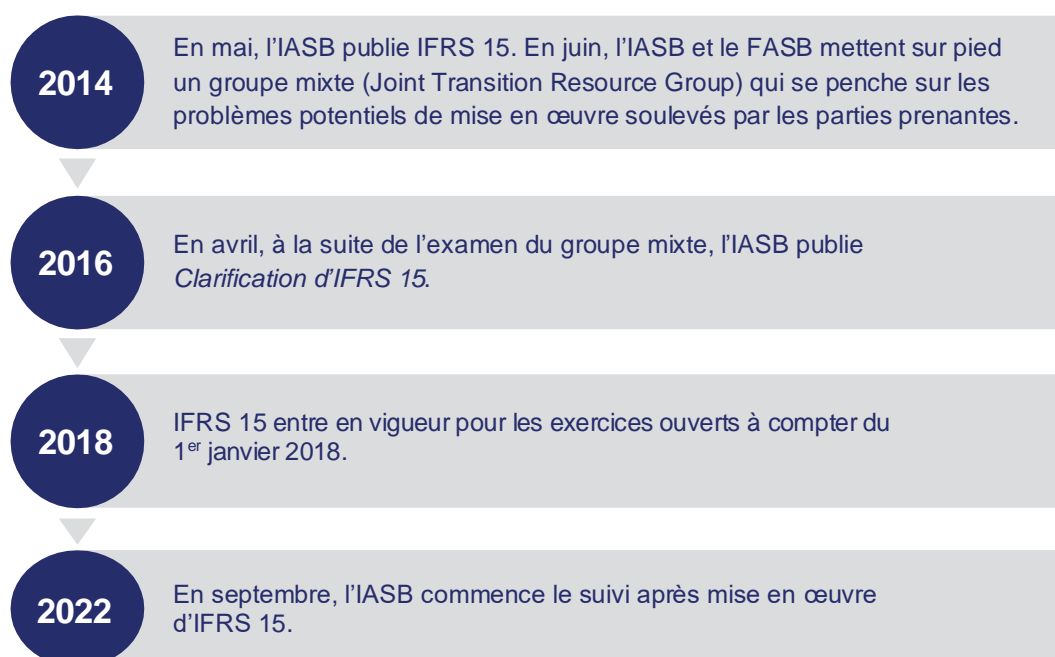 2014
En mai, l’IASB publie IFRS 15. En juin, l’IASB et le FASB mettent sur pied
un groupe mixte (Joint Transition Resource Group) qui se penche sur les
problèmes potentiels de mise en œuvre soulevés par les parties prenantes.
2016
En avril, à la suite de l’examen du groupe mixte, l’IASB publie
Clarification d’IFRS 15.
2018
IFRS 15 entre en vigueur pour les exercices ouverts à compter du
1er janvier 2018.
2022
En septembre, l’IASB commence le suivi après mise en œuvre
d’IFRS 15.